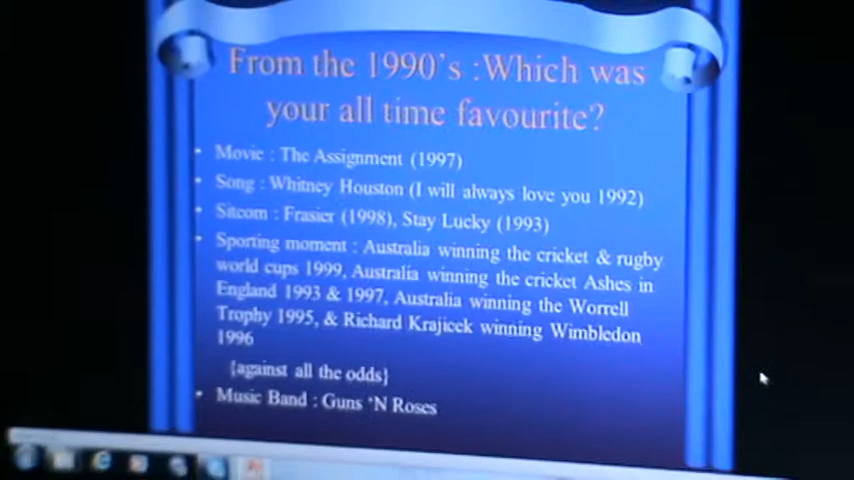 From the 1990's :Which was
your all time favourite?
• Movie : The Assignment (1997)
• Song : Whitney Houston (I will always love you 1992)
• Sitcom : Frasier (1998), Stay Lucky (1993)
• Sporting moment : Australia winning the cricket & rugby
world cups 1999, Australia winning the cricket Ashes in
England 1993 & 1997, Australia winning the Worrell
Trophy 1995, & Richard Krajicek winning Wimbledon
1996
{against all the odds}
• Music Band : Guns 'N Roses